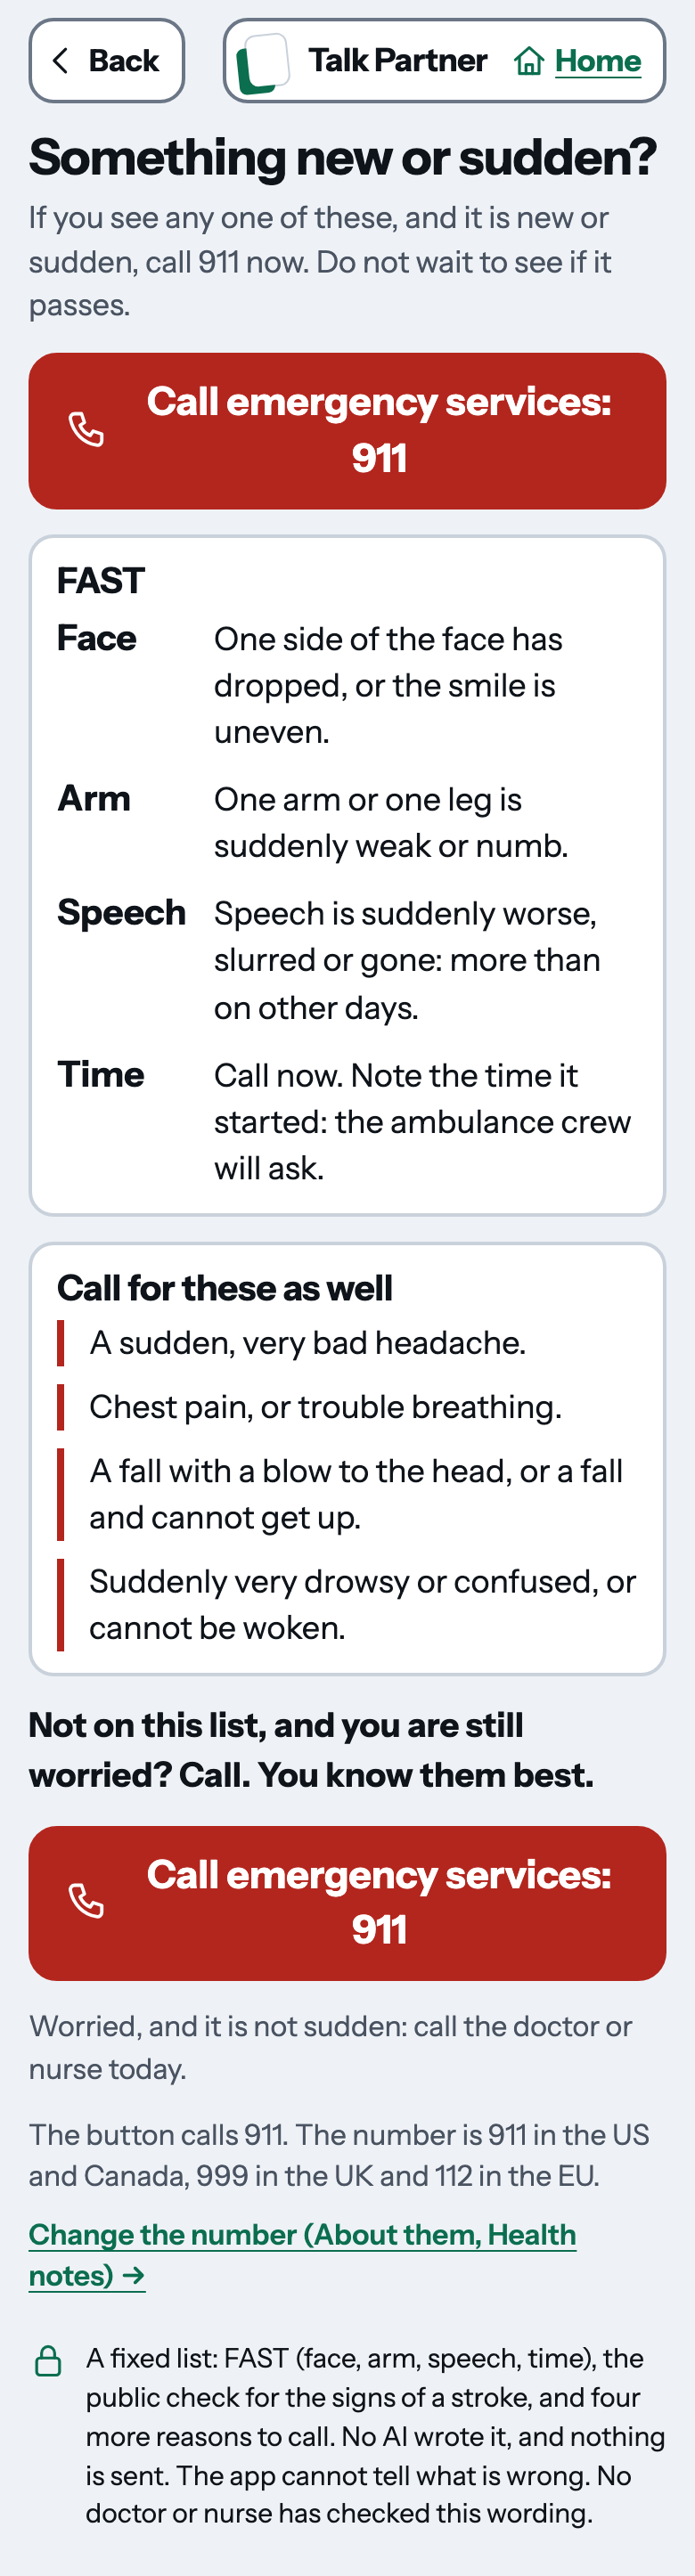 Back
Talk Partner
Home
Something new or sudden?
If you see any one of these, and it is new or
sudden, call 911 now. Do not wait to see if it
passes.
Call emergency services:
911
FAST
Face
One side of the face has
dropped, or the smile is
uneven.
Arm
One arm or one leg is
suddenly weak or numb.
Speech
Speech is suddenly worse,
slurred or gone: more than
on other days.
Time
Call now. Note the time it
started: the ambulance crew
will ask.
Call for these as well
A sudden, very bad headache.
Chest pain, or trouble breathing.
A fall with a blow to the head, or a fall
and cannot get up.
Suddenly very drowsy or confused, or
cannot be woken.
Not on this list, and you are still
worried? Call. You know them best.
Call emergency services:
911
Worried, and it is not sudden: call the doctor or
nurse today.
The button calls 911. The number is 911 in the US
and Canada, 999 in the UK and 112 in the EU.
Change the number (About them, Health
notes) →
A fixed list: FAST (face, arm, speech, time), the
public check for the signs of a stroke, and four
more reasons to call. No AI wrote it, and nothing
is sent. The app cannot tell what is wrong. No
doctor or nurse has checked this wording.